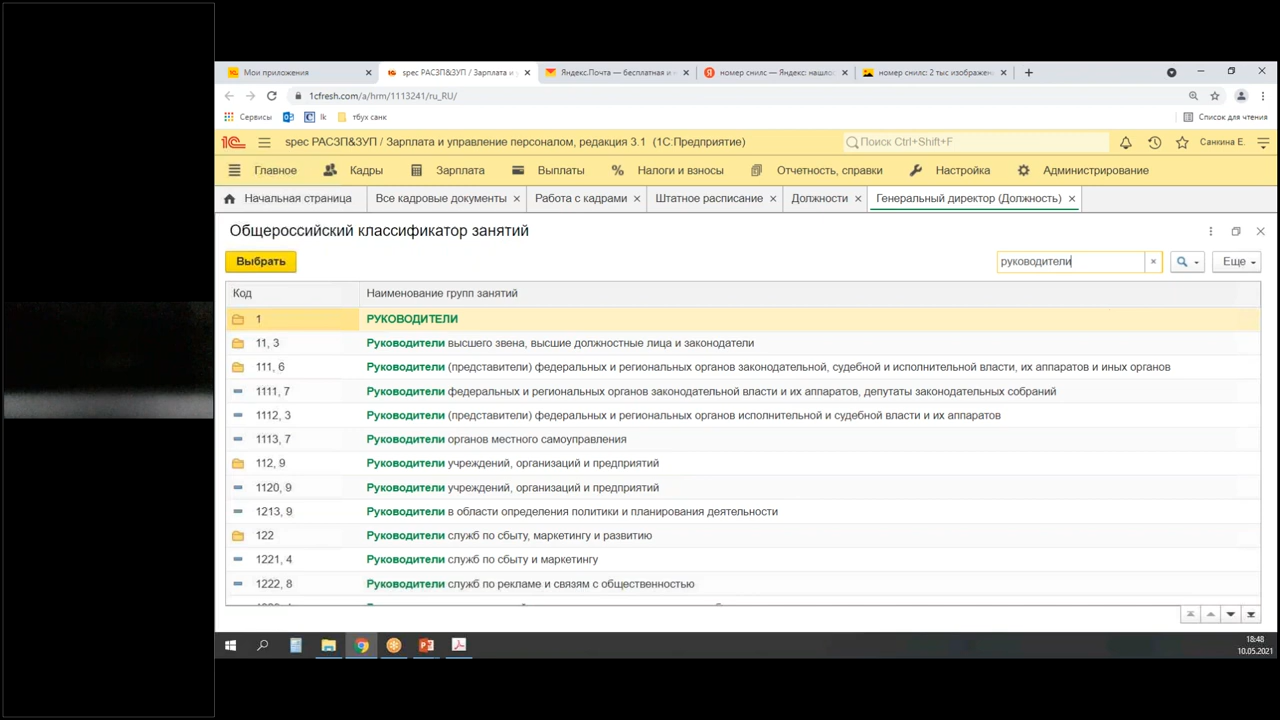 Мои приложения
spec РАСЗП&ЗУП / Зарплата и
Яндекс.Почта — бесплатная и
номер снилс — Яндекс: нашло
номер снилс: 2 тыс изображен
1cfresh.com/a/hrm/1113241/ru_RU/
Сервисы lk тбух санк Список для чтения
spec РАСЗП&ЗУП / Зарплата и управление персоналом, редакция 3.1 (1С:Предприятие) Поиск Ctrl+Shift+F Санкина Е.
Главное Кадры Зарплата Выплаты Налоги и взносы Отчетность, справки Настройка Администрирование
Начальная страница Все кадровые документы Работа с кадрами Штатное расписание Должности Генеральный директор (Должность)
Общероссийский классификатор занятий
Выбрать руководители Еще
Код Наименование групп занятий
1 РУКОВОДИТЕЛИ
11, 3 Руководители высшего звена, высшие должностные лица и законодатели
111, 6 Руководители (представители) федеральных и региональных органов законодательной, судебной и исполнительной власти, их аппаратов и иных органов
1111, 7 Руководители федеральных и региональных органов законодательной власти и их аппаратов, депутаты законодательных собраний
1112, 3 Руководители (представители) федеральных и региональных органов исполнительной и судебной власти и их аппаратов
1113, 7 Руководители органов местного самоуправления
112, 9 Руководители учреждений, организаций и предприятий
1120, 9 Руководители учреждений, организаций и предприятий
1213, 9 Руководители в области определения политики и планирования деятельности
122 Руководители служб по сбыту, маркетингу и развитию
1221, 4 Руководители служб по сбыту и маркетингу
1222, 8 Руководители служб по рекламе и связям с общественностью
18:48
10.05.2021